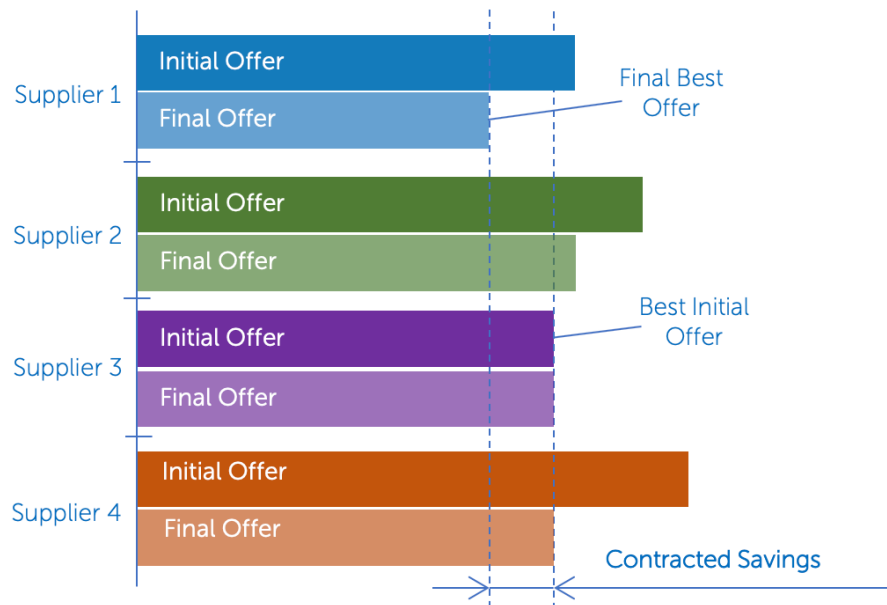 Initial Offer
Supplier 1
Final Offer
Final Best
Offer
Initial Offer
Supplier 2
Final Offer
Best Initial
Offer
Initial Offer
Supplier 3
Final Offer
Initial Offer
Supplier 4
Final Offer
Contracted Savings